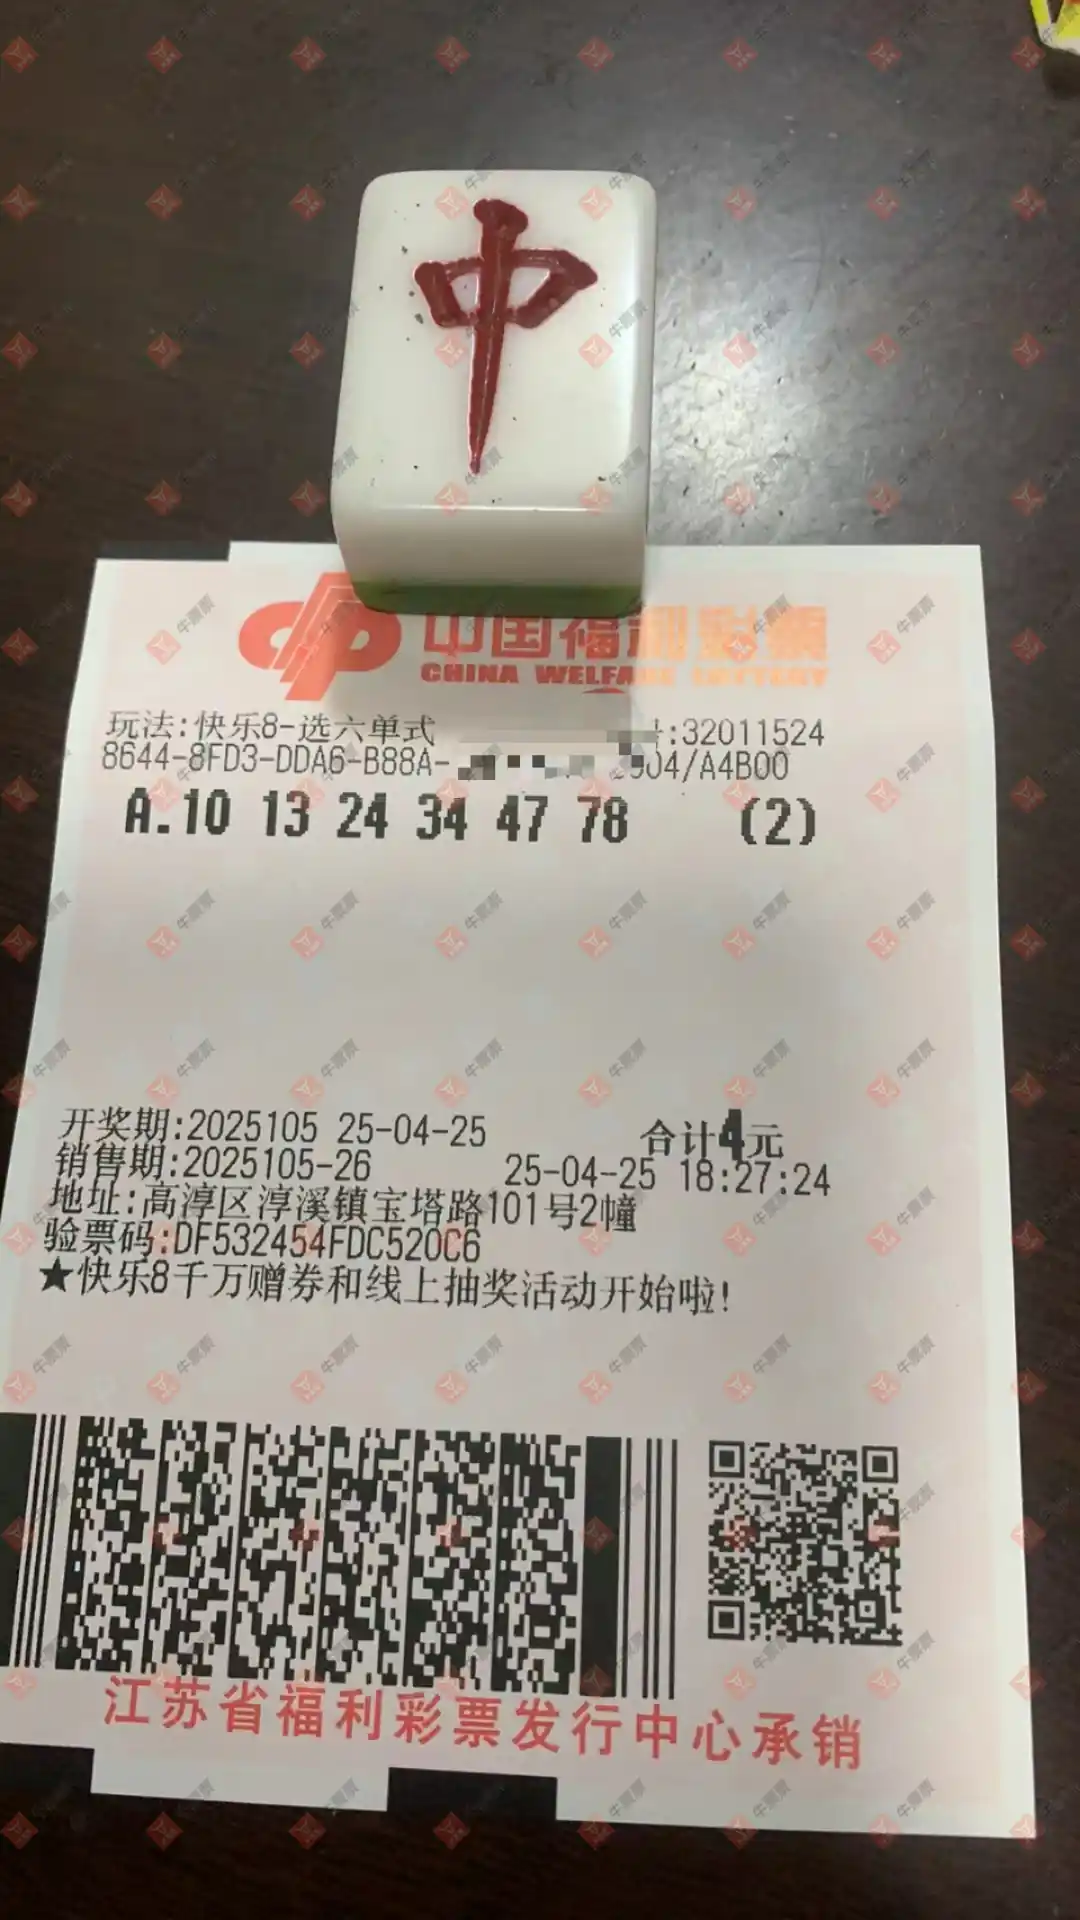 中
中国福利彩票
CHINA WELFARE LOTTERY
玩法:快乐8-选六单式 :32011524
8644-8FD3-DDA6-B88A- 904/A4B00
A.10 13 24 34 47 78 (2)
开奖期:2025105 25-04-25 合计4元
销售期:2025105-26 25-04-25 18:27:24
地址:高淳区淳溪镇宝塔路101号2幢
验票码:DF532454FDC520C6
★快乐8千万赠券和线上抽奖活动开始啦!
江苏省福利彩票发行中心承销
牛票票